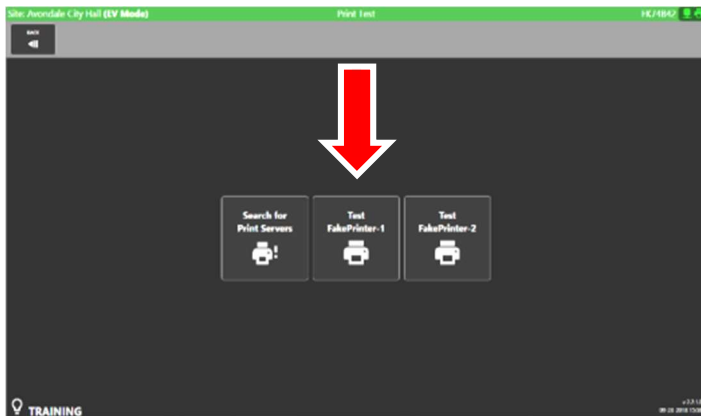 Site: Avondale City Hall (EV Mode)
Print Test
BACK
Search for
Print Servers
Test
FakePrinter-1
Test
FakePrinter-2
TRAINING